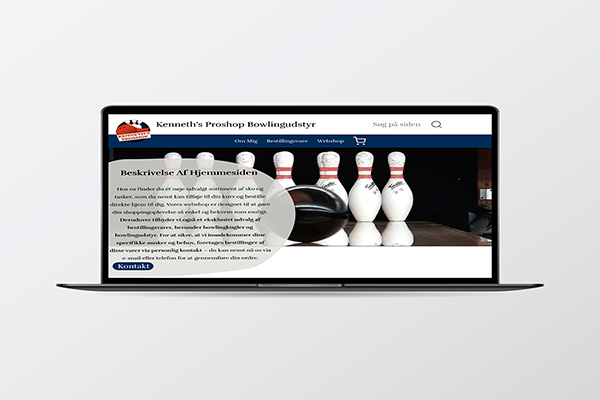 KENNETH'S
PROSHOP
Kenneth's Proshop Bowlingudstyr
Søg på siden
Om Mig
Bestillingsvare
Webshop
Beskrivelse Af Hjemmesiden
Hos os finder du et nøje udvalgt sortiment af sko og
tasker, som du nemt kan tilføje til din kurv og bestille
direkte hjem til dig. Vores webshop er designet til at gøre
din shoppingoplevelse så enkel og bekvem som muligt.
Derudover tilbyder vi også et eksklusivt udvalg af
bestillingsvarer, herunder bowlingkugler og
bowlingudstyr. For at sikre, at vi imødekommer dine
specifikke ønsker og behov, foretages bestillinger af
disse varer via personlig kontakt – du kan nemt nå os via
e-mail eller telefon for at gennemføre din ordre.
Kontakt